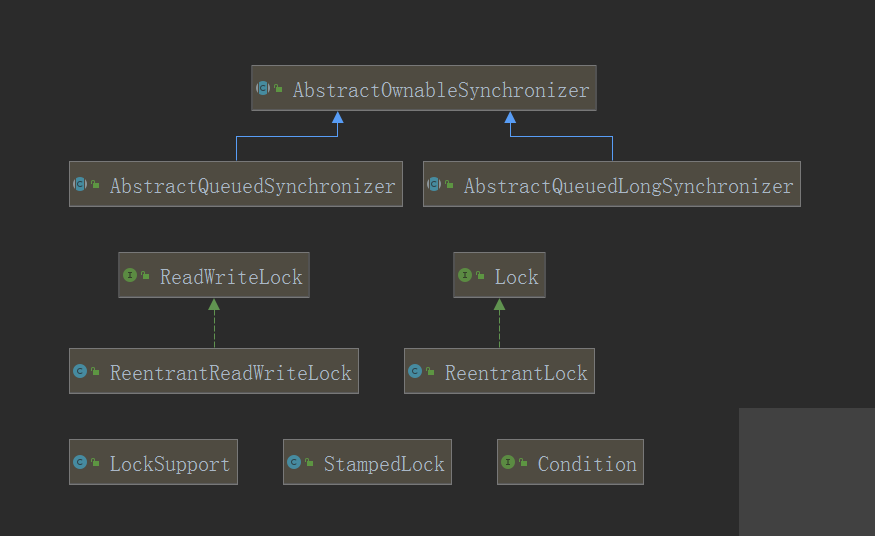 AbstractOwnableSynchronizer
AbstractQueuedSynchronizer
AbstractQueuedLongSynchronizer
ReadWriteLock
Lock
ReentrantReadWriteLock
ReentrantLock
LockSupport
StampedLock
Condition